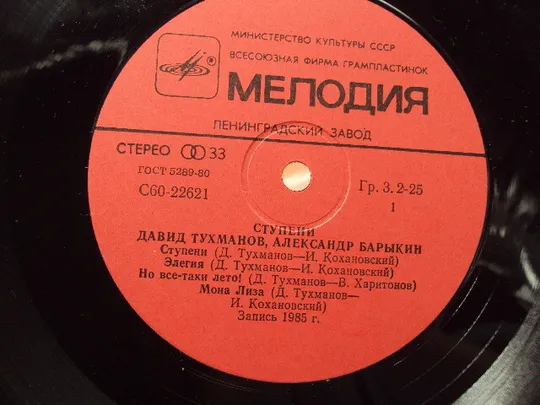 МИНИСТЕРСТВО КУЛЬТУРЫ СССР
ВСЕСОЮЗНАЯ ФИРМА ГРАМПЛАСТИНОК
МЕЛОДИЯ
ЛЕНИНГРАДСКИЙ ЗАВОД
СТЕРЕО 33
ГОСТ 5289-80
С60-22621
Гр. 3. 2-25
1
СТУПЕНИ
ДАВИД ТУХМАНОВ, АЛЕКСАНДР БАРЫКИН
Ступени (Д. Тухманов—И. Кохановский)
Элегия (Д. Тухманов—И. Кохановский)
Но все-таки лето! (Д. Тухманов—В. Харитонов)
Мона Лиза (Д. Тухманов—
И. Кохановский)
Запись 1985 г.